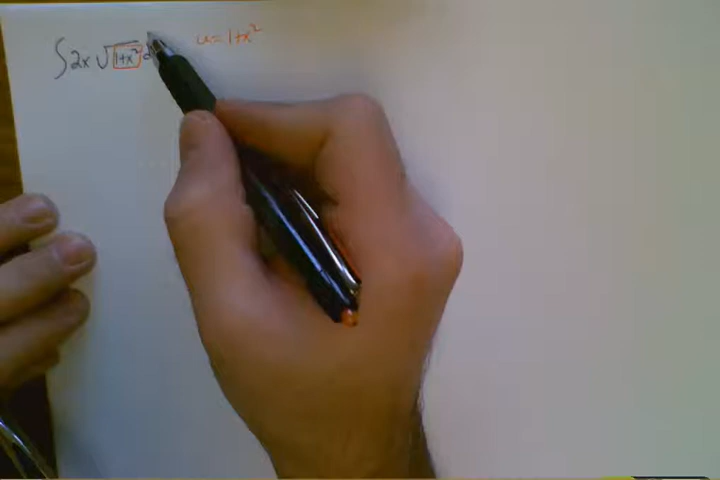 ∫2x √1+x² d u=1+x²